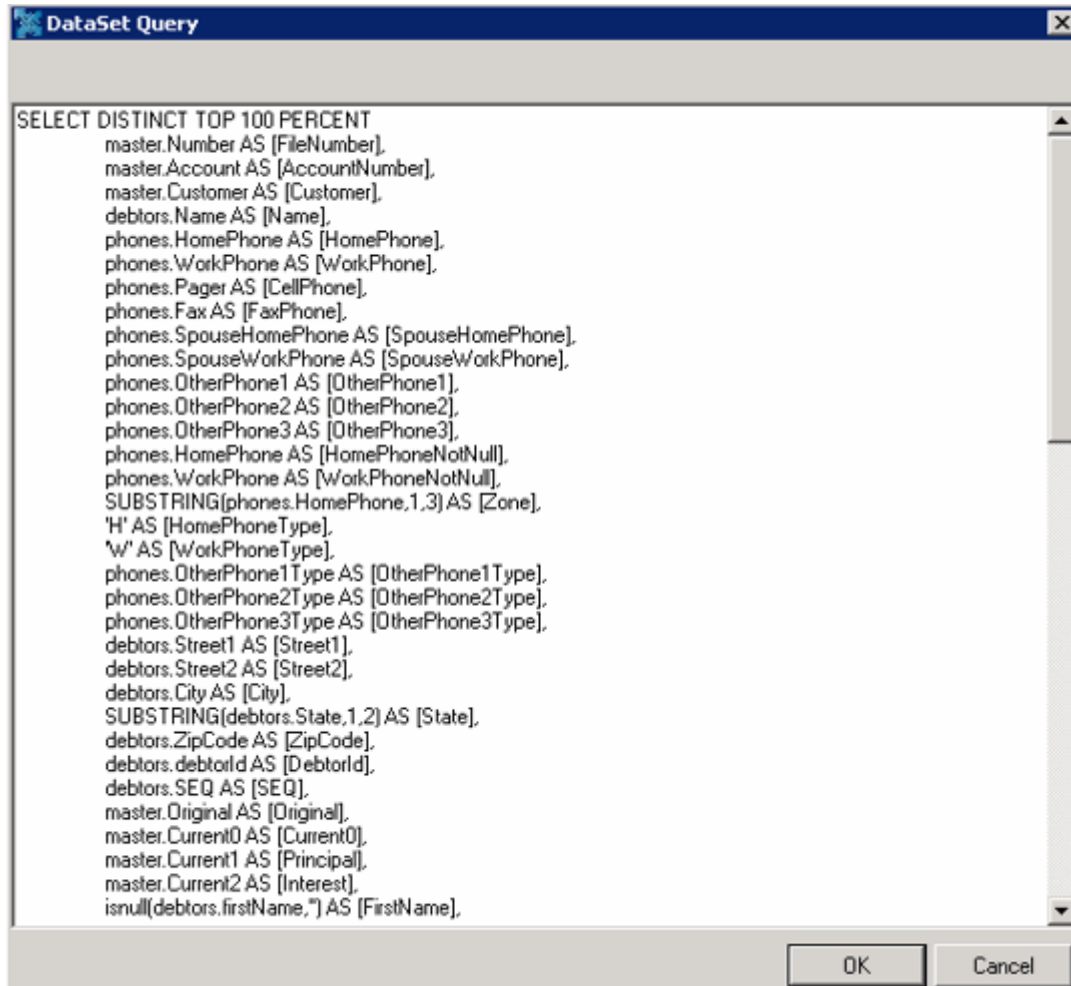 DataSet Query
SELECT DISTINCT TOP 100 PERCENT
master.Number AS [FileNumber],
master.Account AS [AccountNumber],
master.Customer AS [Customer],
debtors.Name AS [Name],
phones.HomePhone AS [HomePhone],
phones.WorkPhone AS [WorkPhone],
phones.Pager AS [CellPhone],
phones.Fax AS [FaxPhone],
phones.SpouseHomePhone AS [SpouseHomePhone],
phones.SpouseWorkPhone AS [SpouseWorkPhone],
phones.OtherPhone1 AS [OtherPhone1],
phones.OtherPhone2 AS [OtherPhone2],
phones.OtherPhone3 AS [OtherPhone3],
phones.HomePhone AS [HomePhoneNotNull],
phones.WorkPhone AS [WorkPhoneNotNull],
SUBSTRING(phones.HomePhone,1,3) AS [Zone],
'H' AS [HomePhoneType],
'W' AS [WorkPhoneType],
phones.OtherPhone1Type AS [OtherPhone1Type],
phones.OtherPhone2Type AS [OtherPhone2Type],
phones.OtherPhone3Type AS [OtherPhone3Type],
debtors.Street1 AS [Street1],
debtors.Street2 AS [Street2],
debtors.City AS [City],
SUBSTRING(debtors.State,1,2) AS [State],
debtors.ZipCode AS [ZipCode],
debtors.debtorId AS [DebtorId],
debtors.SEQ AS [SEQ],
master.Original AS [Original],
master.Current0 AS [Current0],
master.Current1 AS [Principal],
master.Current2 AS [Interest],
isnull(debtors.firstName,'') AS [FirstName],
OK Cancel